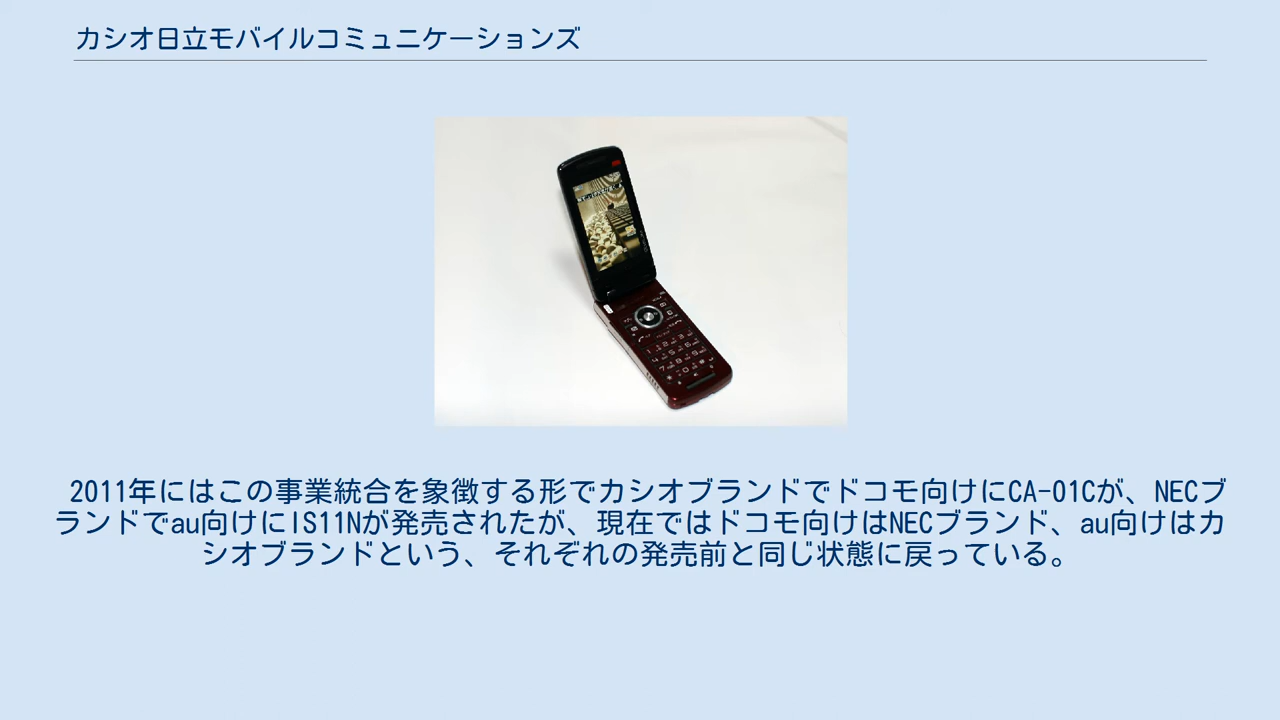 カシオ日立モバイルコミュニケーションズ
2011年にはこの事業統合を象徴する形でカシオブランドでドコモ向けにCA-01Cが、NECブ
ランドでau向けにIS11Nが発売されたが、現在ではドコモ向けはNECブランド、au向けはカ
シオブランドという、それぞれの発売前と同じ状態に戻っている。